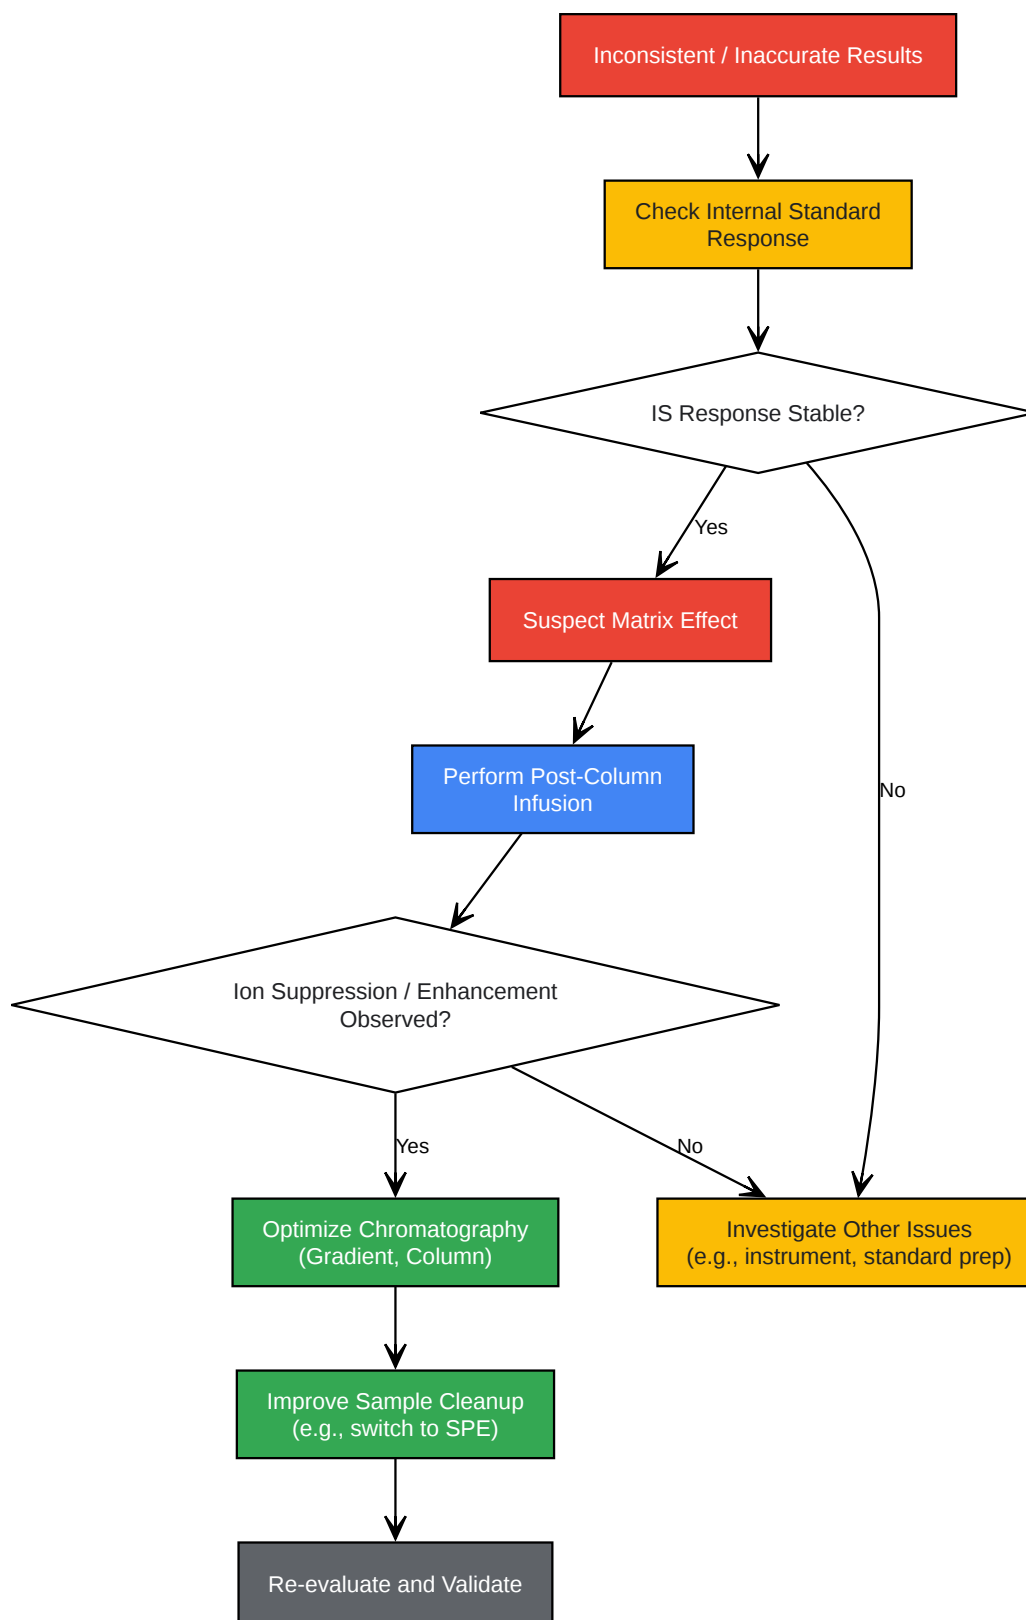 Inconsistent / Inaccurate Results
Check Internal Standard
Response
IS Response Stable?
Yes
Suspect Matrix Effect
Perform Post-Column
Infusion
No
Ion Suppression / Enhancement
Observed?
Yes
No
Optimize Chromatography
(Gradient, Column)
Investigate Other Issues
(e.g., instrument, standard prep)
Improve Sample Cleanup
(e.g., switch to SPE)
Re-evaluate and Validate